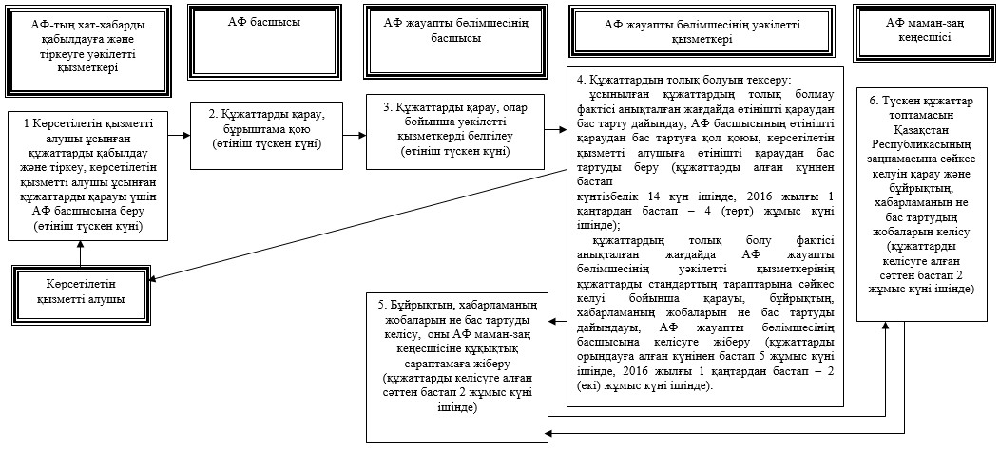 АФ-тың хат-хабарды
қабылдауға және
тіркеуге уәкілетті
қызметкері
АФ басшысы
АФ жауапты бөлімшесінің
басшысы
АФ жауапты бөлімшесінің уәкілетті
қызметкері
АФ маман-заң
кеңесшісі
1 Көрсетілетін қызметті
алушы ұсынған
құжаттарды қабылдау
және тіркеу, көрсетілетін
қызметті алушы ұсынған
құжаттарды қарауы үшін
АФ басшысына беру
(өтініш түскен күні)
2. Құжаттарды қарау,
бұрыштама қою
(өтініш түскен күні)
3. Құжаттарды қарау, олар
бойынша уәкілетті
қызметкерді белгілеу
(өтініш түскен күні)
4. Құжаттардың толық болуын тексеру:
ұсынылған құжаттардың толық болмау
фактісі анықталған жағдайда өтінішті қараудан
бас тарту дайындау, АФ басшысының өтінішті
қараудан бас тартуға қол қоюы, көрсетілетін
қызметті алушыға өтінішті қараудан бас
тартуды беру (құжаттарды алған күннен
бастап
күнтізбелік 14 күн ішінде, 2016 жылғы 1
қаңтардан бастап – 4 (төрт) жұмыс күні
ішінде);
құжаттардың толық болу фактісі
анықталған жағдайда АФ жауапты
бөлімшесінің уәкілетті қызметкерінің
құжаттарды стандарттың тараптарына сәйкес
келуі бойынша қарауы, бұйрықтың,
хабарламаның жобаларын не бас тартуды
дайындауы, АФ жауапты бөлімшесінің
басшысына келісуге жіберу (құжаттарды
орындауға алған күнінен бастап 5 жұмыс күні
ішінде, 2016 жылғы 1 қаңтардан бастап – 2
(екі) жұмыс күні ішінде).
6. Түскен құжаттар
топтамасын
Қазақстан
Республикасының
заңнамасына сәйкес
келуін қарау және
бұйрықтың,
хабарламаның не
бас тартудың
жобаларын келісу
(құжаттарды
келісуге алған
сәттен бастап 2
жұмыс күні ішінде)
Көрсетілетін
қызметті алушы
5. Бұйрықтың, хабарламаның
жобаларын не бас тартуды
келісу, оны АФ маман-заң
кеңесшісіне құқықтық
сараптамаға жіберу
(құжаттарды келісуге алған
сәттен бастап 2 жұмыс күні
ішінде)